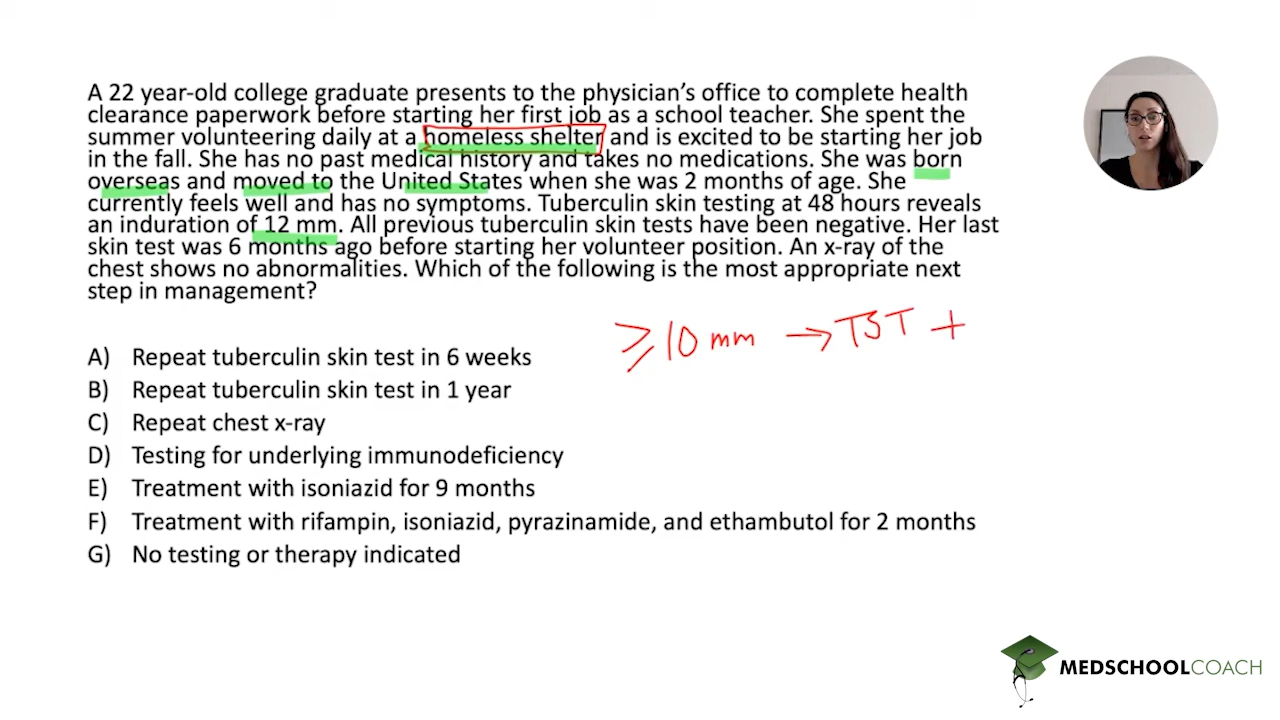 A 22 year-old college graduate presents to the physician's office to complete health
clearance paperwork before starting her first job as a school teacher. She spent the
summer volunteering daily at a homeless shelter and is excited to be starting her job
in the fall. She has no past medical history and takes no medications. She was born
overseas and moved to the United States when she was 2 months of age. She
currently feels well and has no symptoms. Tuberculin skin testing at 48 hours reveals
an induration of 12 mm. All previous tuberculin skin tests have been negative. Her last
skin test was 6 months ago before starting her volunteer position. An x-ray of the
chest shows no abnormalities. Which of the following is the most appropriate next
step in management?
≥10 mm → TST +
A) Repeat tuberculin skin test in 6 weeks
B) Repeat tuberculin skin test in 1 year
C) Repeat chest x-ray
D) Testing for underlying immunodeficiency
E) Treatment with isoniazid for 9 months
F) Treatment with rifampin, isoniazid, pyrazinamide, and ethambutol for 2 months
G) No testing or therapy indicated
MEDSCHOOLCOACH